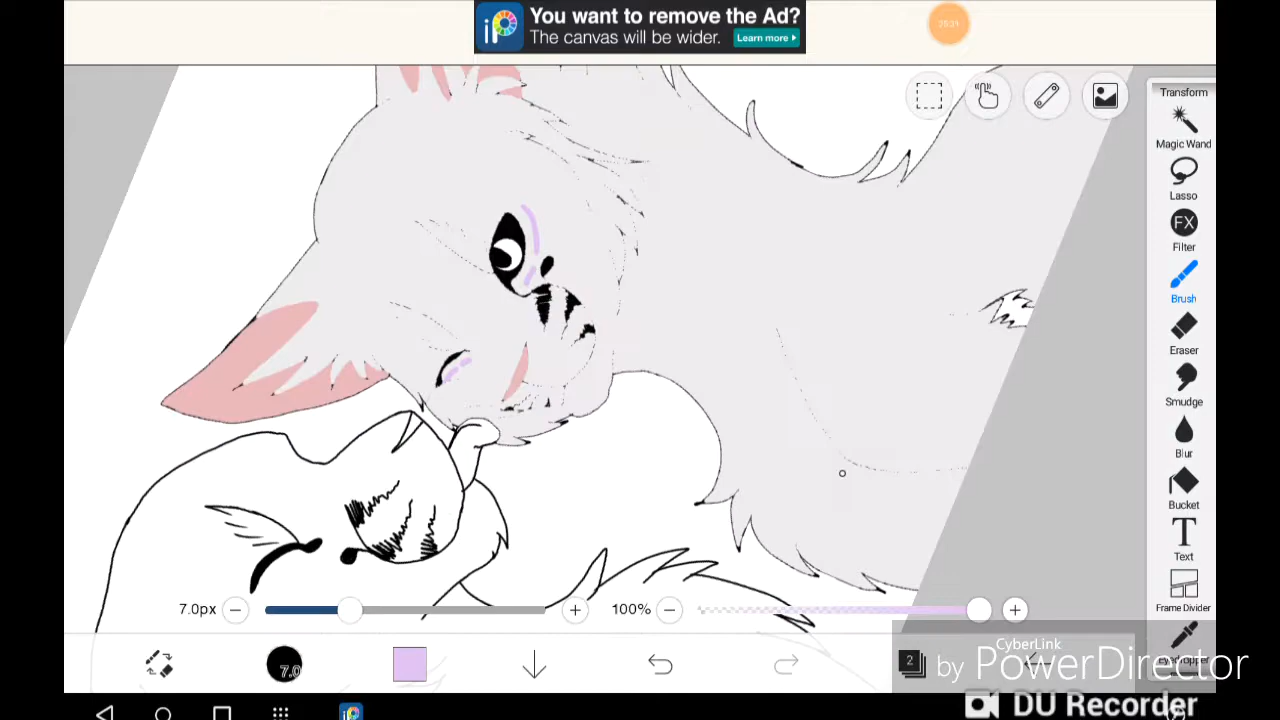 You want to remove the Ad?
The canvas will be wider.
Learn more
Transform
Magic Wand
Lasso
FX
Filter
Brush
Eraser
Smudge
Blur
Bucket
T
Text
Frame Divider
7.0px
100%
7.0
2
CyberLink
by PowerDirector
DU Recorder